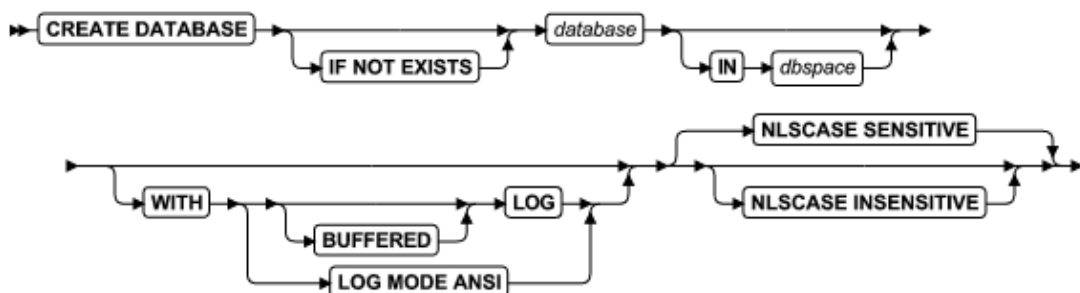 CREATE DATABASE database
IF NOT EXISTS IN dbspace
NLSCASE SENSITIVE
WITH LOG NLSCASE INSENSITIVE
BUFFERED
LOG MODE ANSI